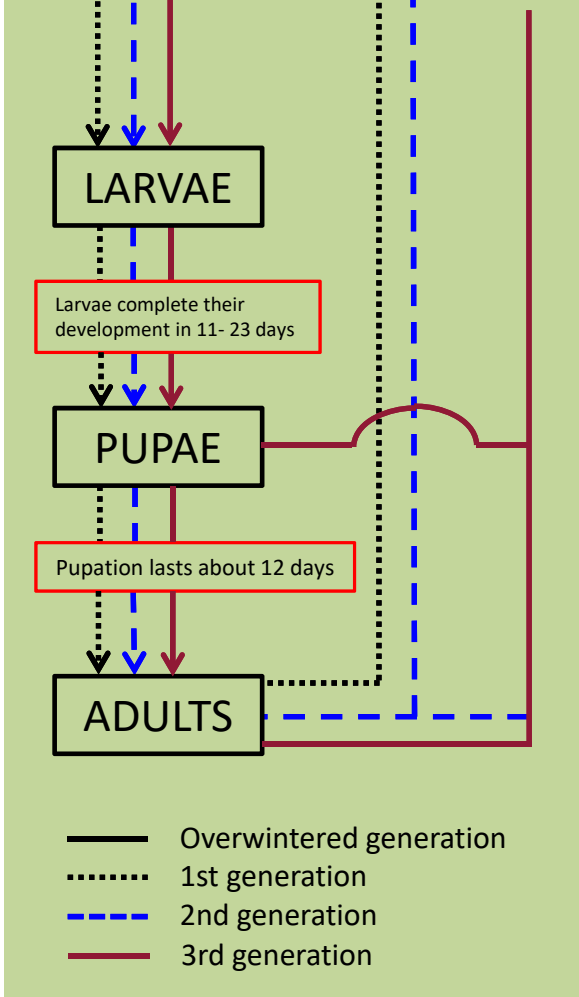 LARVAE
Larvae complete their
development in 11- 23 days
PUPAE
Pupation lasts about 12 days
ADULTS
Overwintered generation
1st generation
2nd generation
3rd generation